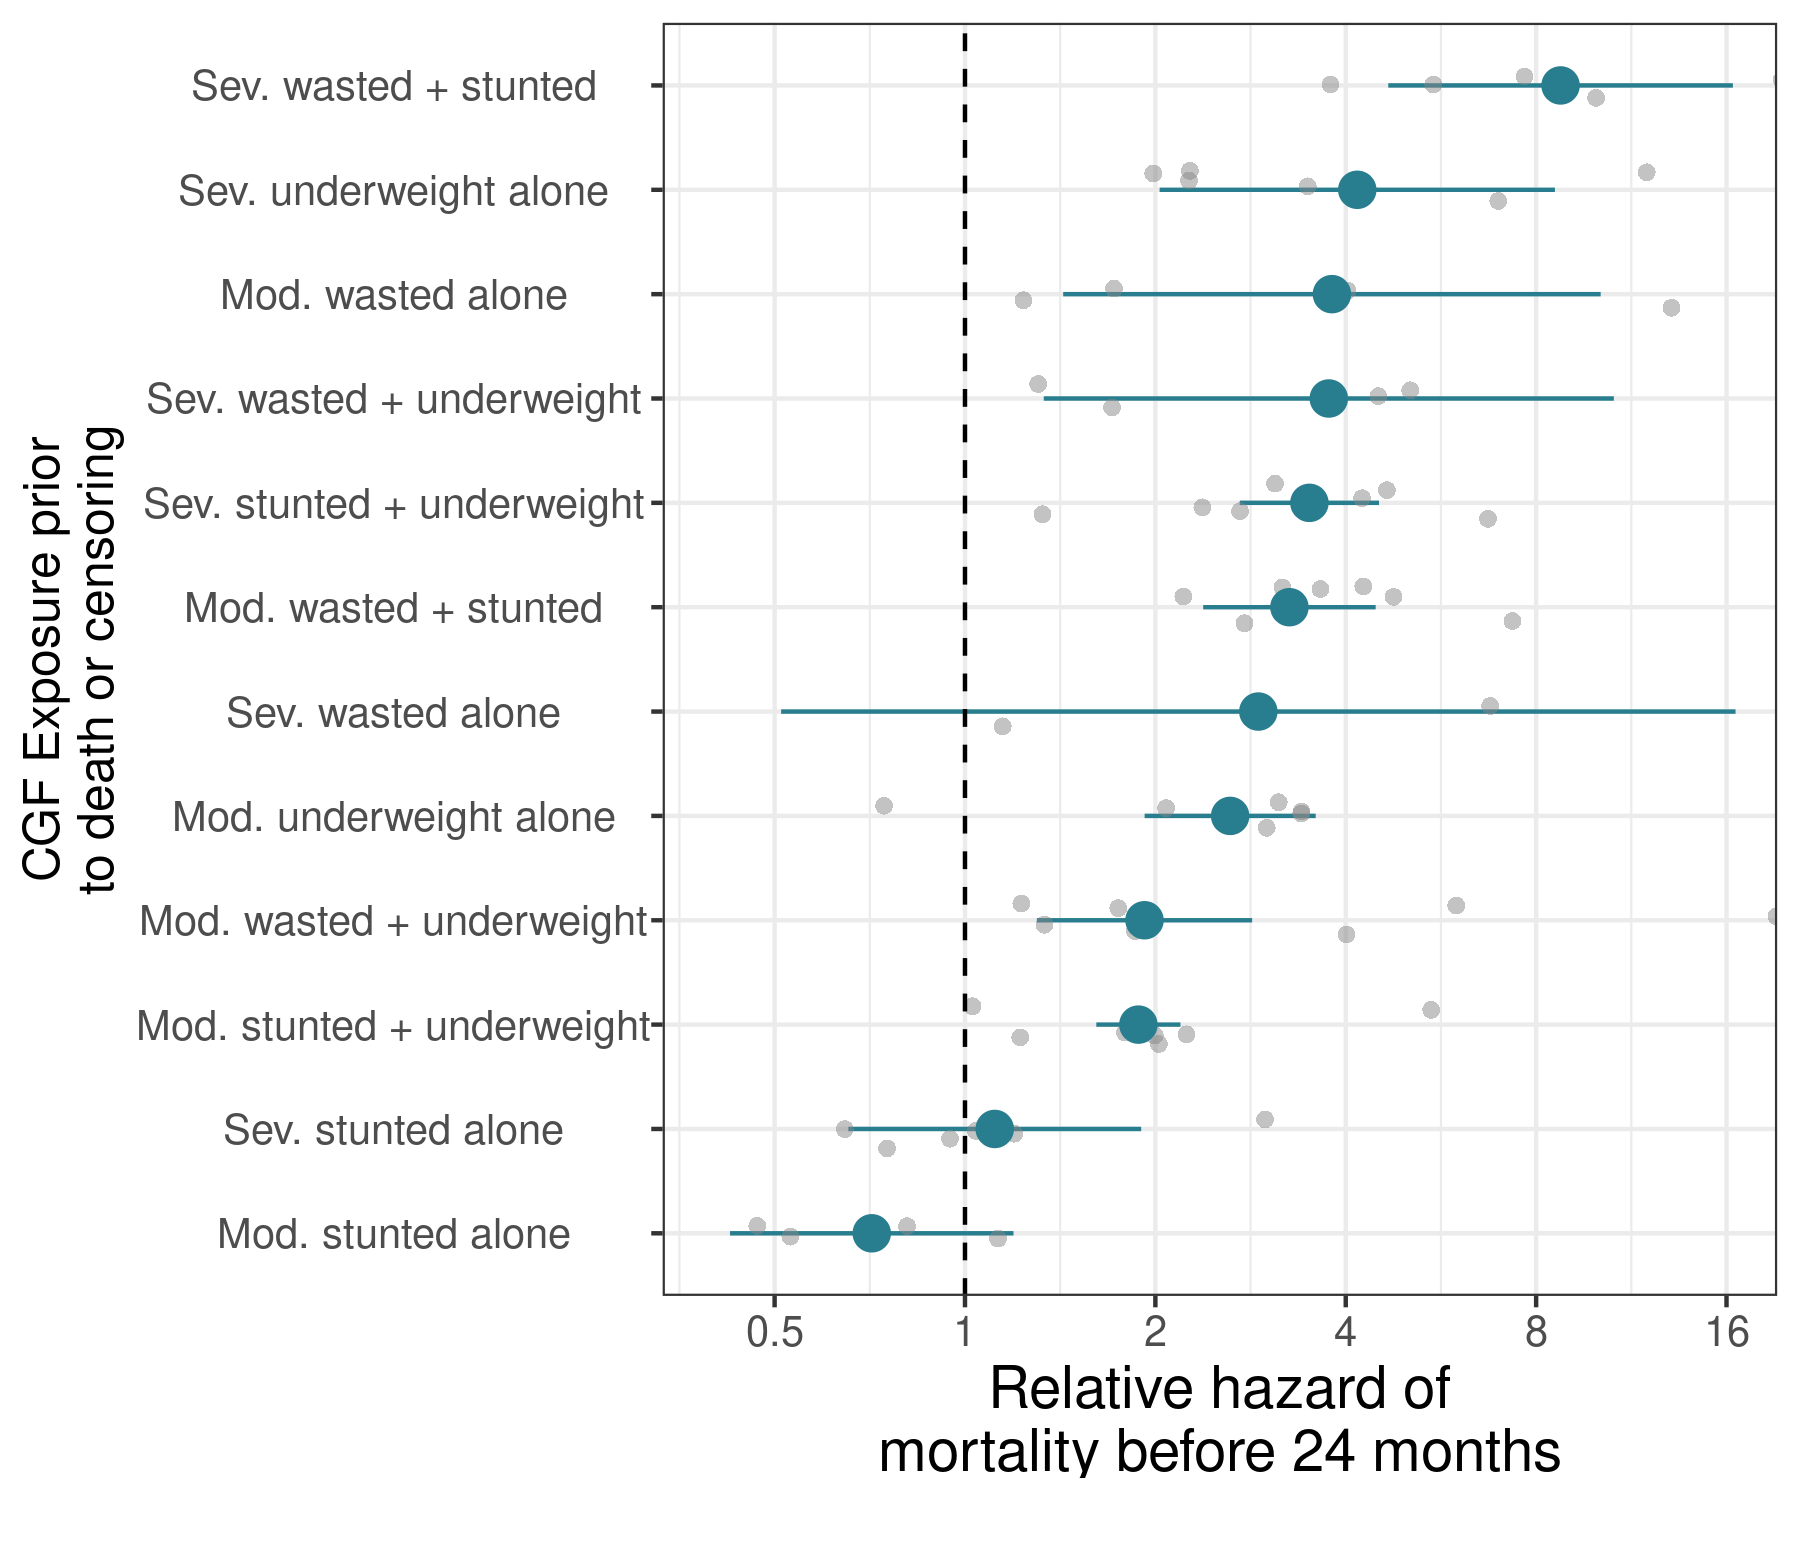 Sev. wasted + stunted
Sev. underweight alone
Mod. wasted alone
Sev. wasted + underweight
Sev. stunted + underweight
Mod. wasted + stunted
Sev. wasted alone
Mod. underweight alone
Mod. wasted + underweight
Mod. stunted + underweight
Sev. stunted alone
Mod. stunted alone
CGF Exposure prior
to death or censoring
0.5 1 2 4 8 16
Relative hazard of
mortality before 24 months